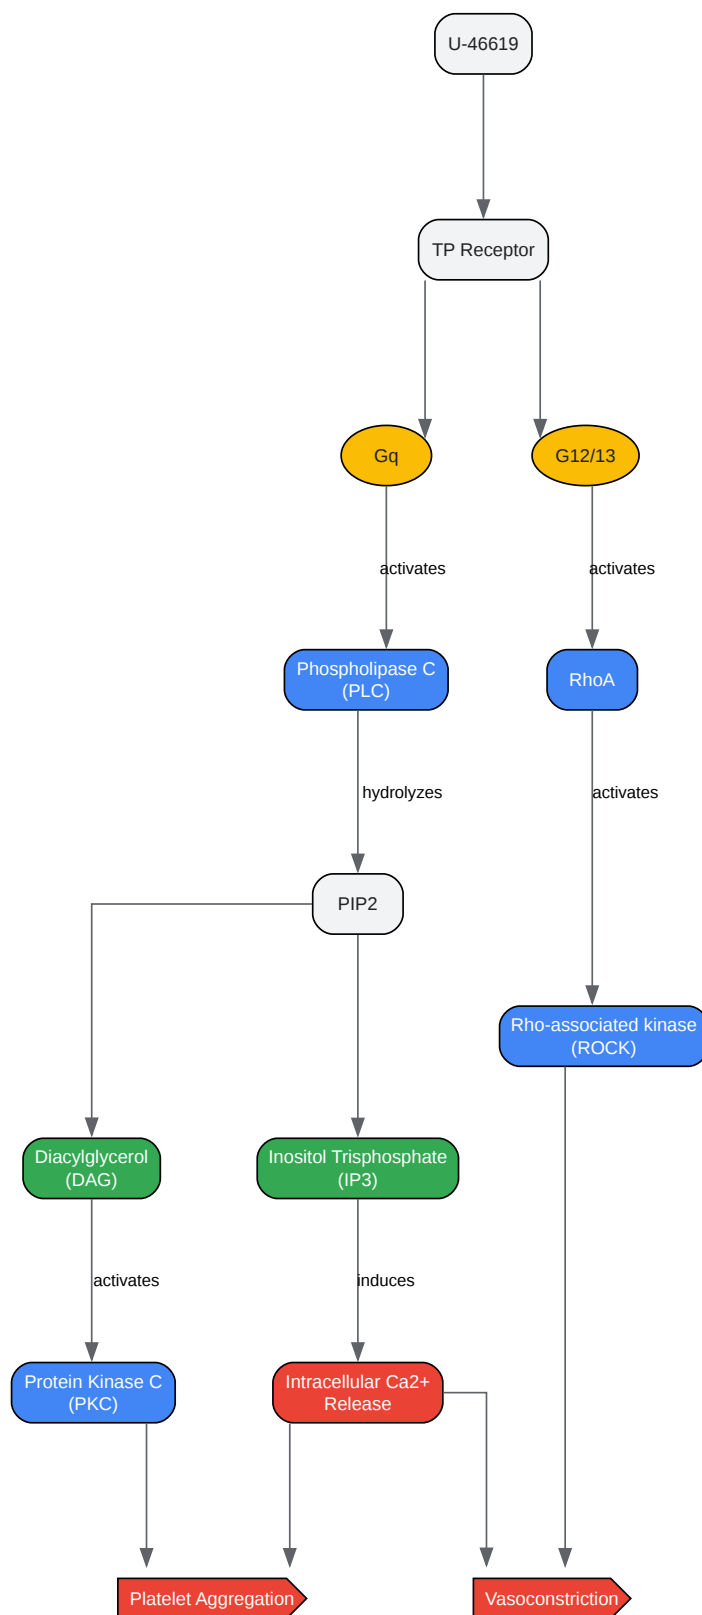 U-46619
TP Receptor
Gq
G12/13
activates
activates
Phospholipase C
(PLC)
RhoA
hydrolyzes
activates
PIP2
Rho-associated kinase
(ROCK)
Diacylglycerol
(DAG)
Inositol Trisphosphate
(IP3)
activates
induces
Protein Kinase C
(PKC)
Intracellular Ca2+
Release
Platelet Aggregation
Vasoconstriction